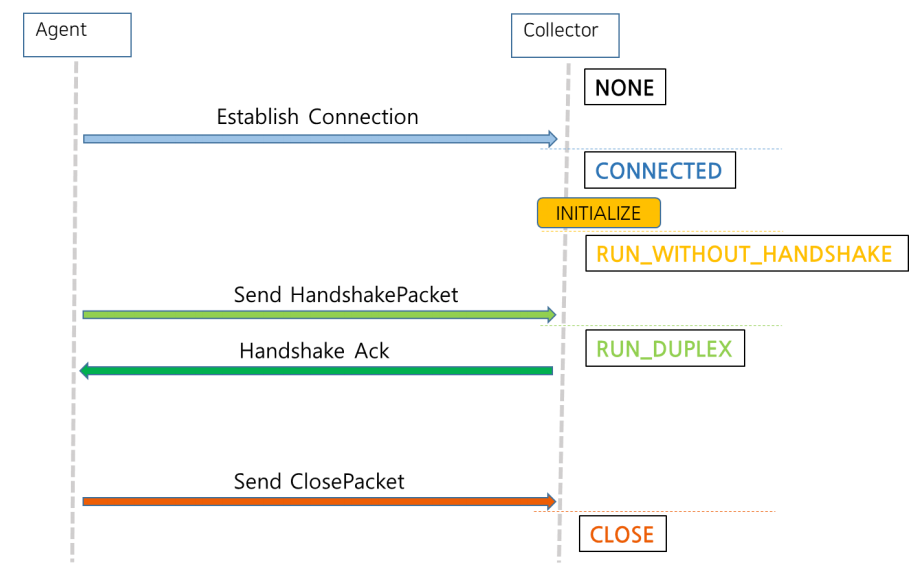 Agent
Collector
NONE
Establish Connection
CONNECTED
INITIALIZE
RUN_WITHOUT_HANDSHAKE
Send HandshakePacket
RUN_DUPLEX
Handshake Ack
Send ClosePacket
CLOSE